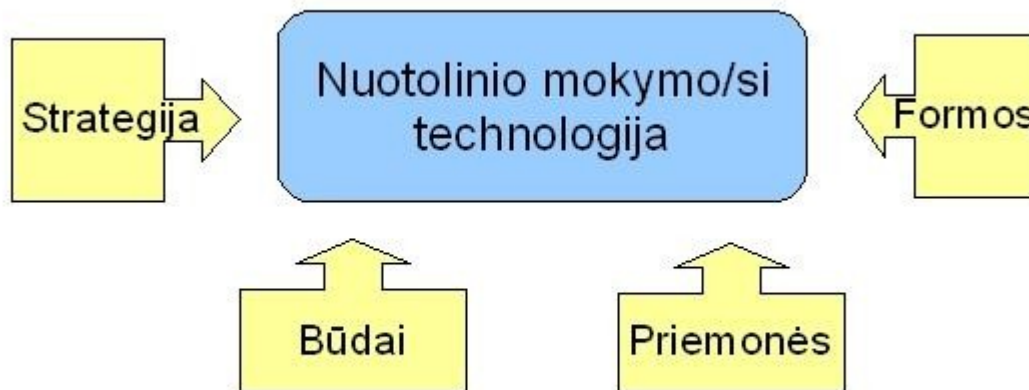 Nuotolinio mokymo/si
technologija
Strategija
Formos
Būdai
Priemonės